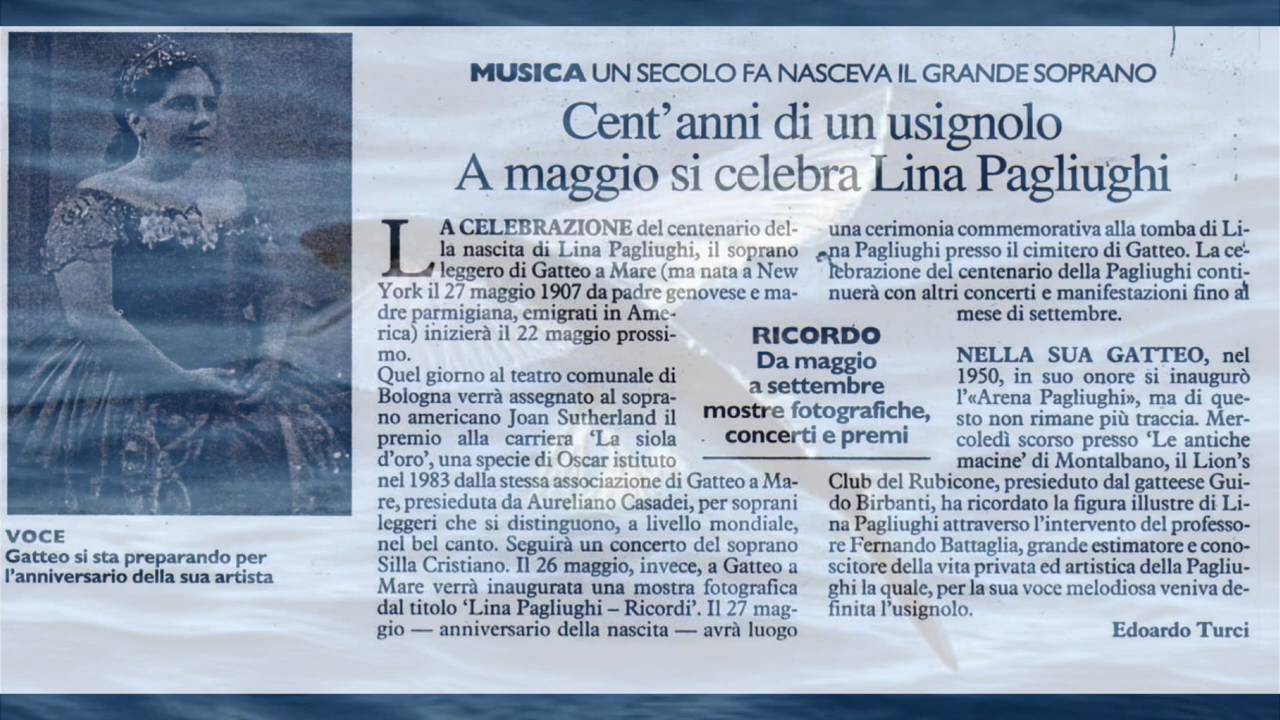 MUSICA UN SECOLO FA NASCEVA IL GRANDE SOPRANO
Cent'anni di un usignolo
A maggio si celebra Lina Pagliughi
LA CELEBRAZIONE del centenario del-
la nascita di Lina Pagliughi, il soprano
leggero di Gatteo a Mare (ma nata a New
York il 27 maggio 1907 da padre genovese e ma-
dre parmigiana, emigrati in Ame-
rica) inizierà il 22 maggio prossi-
mo.
Quel giorno al teatro comunale di
Bologna verrà assegnato al sopra-
no americano Joan Sutherland il
premio alla carriera 'La siola
d'oro', una specie di Oscar istituto
nel 1983 dalla stessa associazione di Gatteo a Ma-
re, presieduta da Aureliano Casadei, per soprani
leggeri che si distinguono, a livello mondiale,
nel bel canto. Seguirà un concerto del soprano
Silla Cristiano. Il 26 maggio, invece, a Gatteo a
Mare verrà inaugurata una mostra fotografica
dal titolo 'Lina Pagliughi – Ricordi'. Il 27 mag-
gio — anniversario della nascita — avrà luogo
una cerimonia commemorativa alla tomba di Li-
na Pagliughi presso il cimitero di Gatteo. La ce-
lebrazione del centenario della Pagliughi conti-
nuerà con altri concerti e manifestazioni fino al
mese di settembre.
RICORDO
Da maggio
a settembre
mostre fotografiche,
concerti e premi
NELLA SUA GATTEO, nel
1950, in suo onore si inaugurò
l'«Arena Pagliughi», ma di que-
sto non rimane più traccia. Mer-
coledì scorso presso 'Le antiche
macine' di Montalbano, il Lion's
Club del Rubicone, presieduto dal gatteese Gui-
do Birbanti, ha ricordato la figura illustre di Li-
na Pagliughi attraverso l'intervento del professo-
re Fernando Battaglia, grande estimatore e cono-
scitore della vita privata ed artistica della Pagliu-
ghi la quale, per la sua voce melodiosa veniva de-
finita l'usignolo.
Edoardo Turci
VOCE
Gatteo si sta preparando per
l'anniversario della sua artista